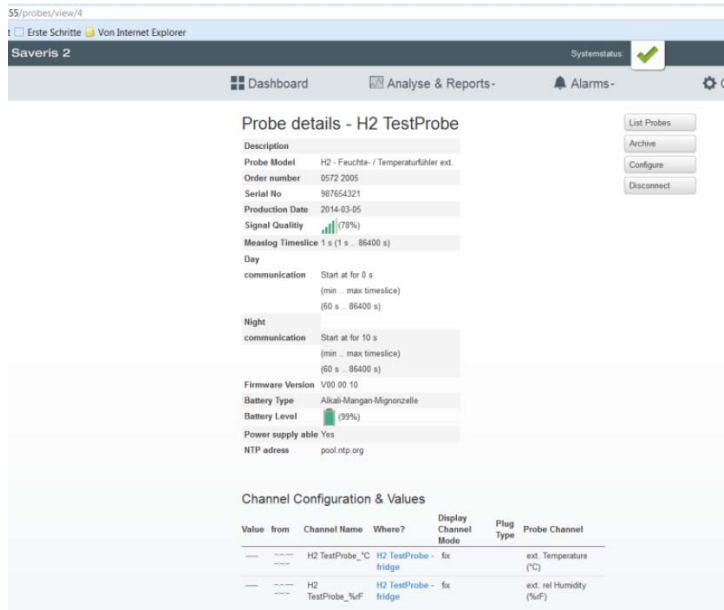 55/probes/view/4
t Erste Schritte Von Internet Explorer
Saveris 2 Systemstatus:
Dashboard Analyse & Reports- Alarms-
Probe details - H2 TestProbe
List Probes
Archive
Configure
Disconnect
Description
Probe Model H2 - Feuchte- / Temperaturfühler ext.
Order number 0572 2005
Serial No 987654321
Production Date 2014-03-05
Signal Qualitiy (78%)
Measlog Timeslice 1 s (1 s .. 86400 s)
Day
communication Start at for 0 s
(min .. max timeslice)
(60 s .. 86400 s)
Night
communication Start at for 10 s
(min .. max timeslice)
(60 s .. 86400 s)
Firmware Version V00.00.10
Battery Type Alkali-Mangan-Mignonzelle
Battery Level (99%)
Power supply able Yes
NTP adress pool.ntp.org
Channel Configuration & Values
Value from Channel Name Where? Display Channel Mode Plug Type Probe Channel
H2 TestProbe_°C H2 TestProbe - fridge fix ext. Temperature (°C)
H2 TestProbe_%rF H2 TestProbe - fridge fix ext. rel Humidity (%rF)